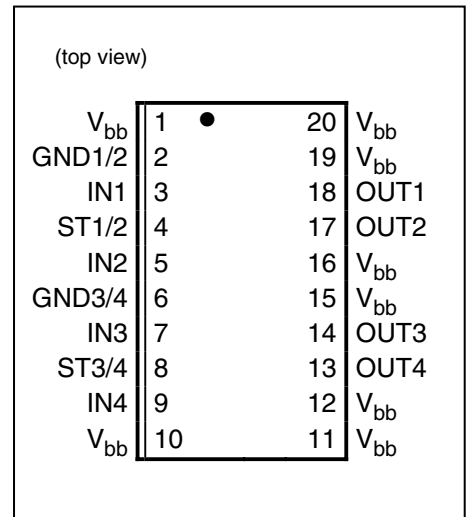 (top view)
Vbb 1 20 Vbb
GND1/2 2 19 Vbb
IN1 3 18 OUT1
ST1/2 4 17 OUT2
IN2 5 16 Vbb
GND3/4 6 15 Vbb
IN3 7 14 OUT3
ST3/4 8 13 OUT4
IN4 9 12 Vbb
Vbb 10 11 Vbb